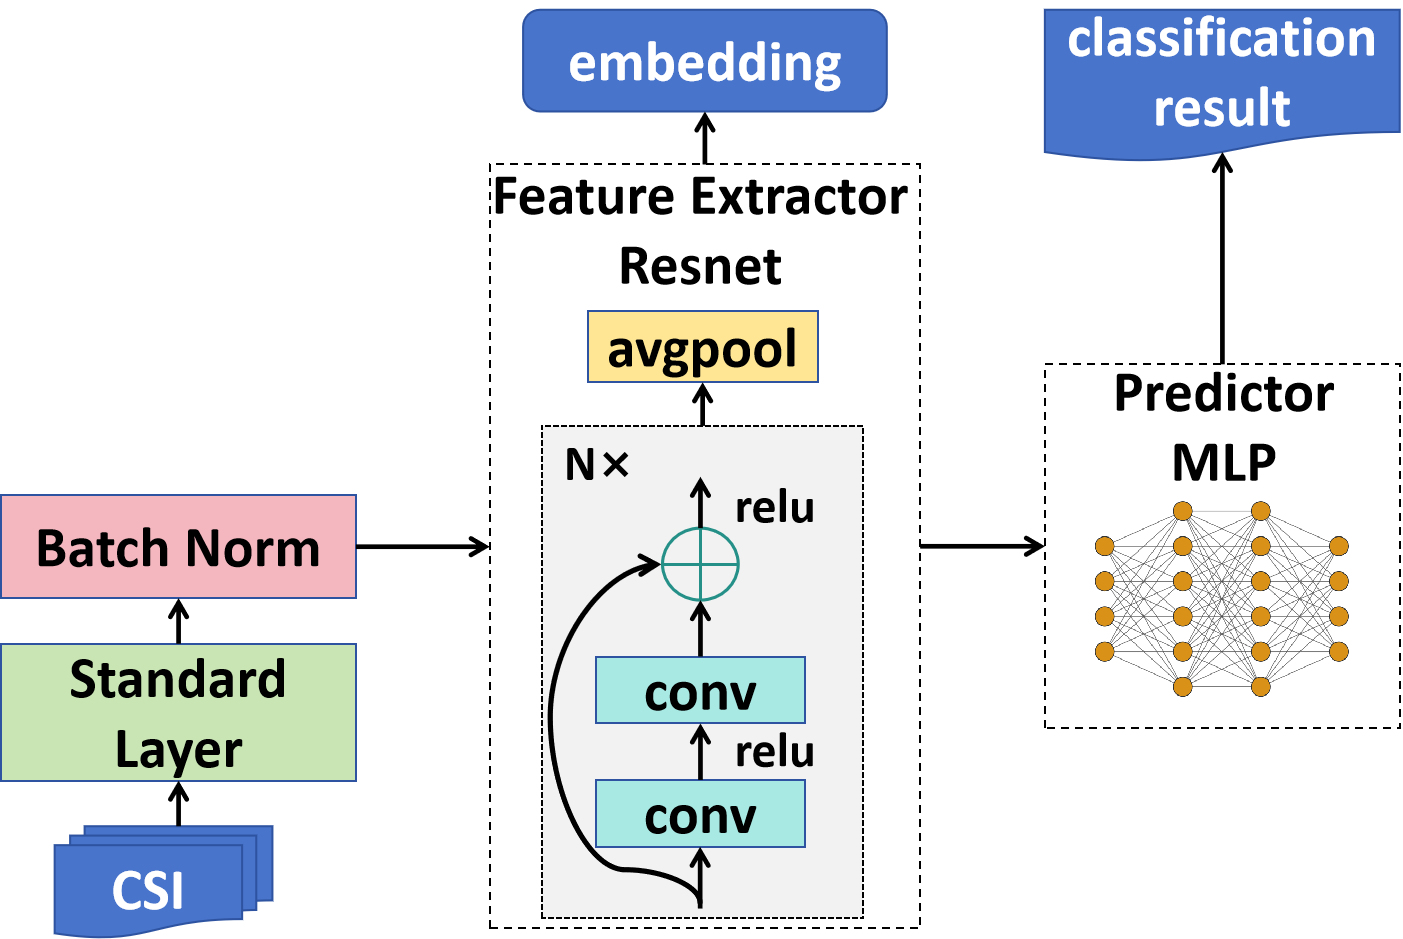 embedding
classification
result
Feature Extractor
Resnet
avgpool
N×
relu
conv
relu
conv
Batch Norm
Standard
Layer
CSI
Predictor
MLP